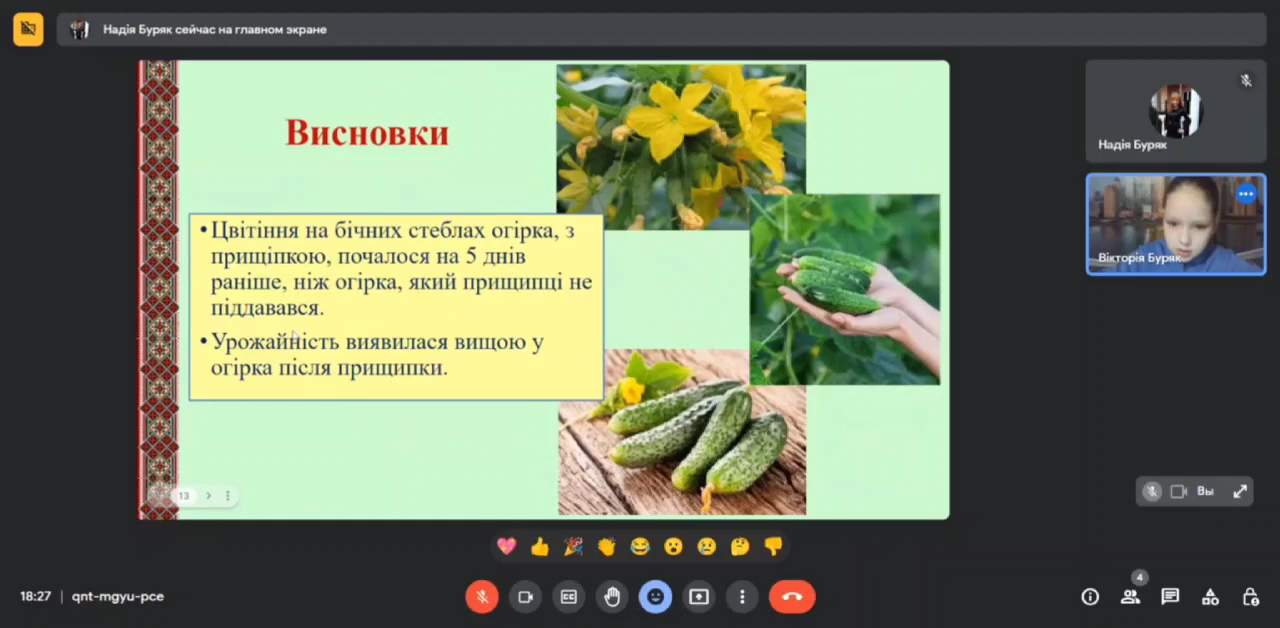 Надія Буряк сейчас на главном экране
Висновки
•Цвітіння на бічних стеблах огірка, з
прищіпкою, почалося на 5 днів
раніше, ніж огірка, який прищипці не
піддавався.
•Урожайність виявилася вищою у
огірка після прищипки.
13
Надія Буряк
Вікторія Буряк
Вы
18:27 | qnt-mgyu-pce
CC
4